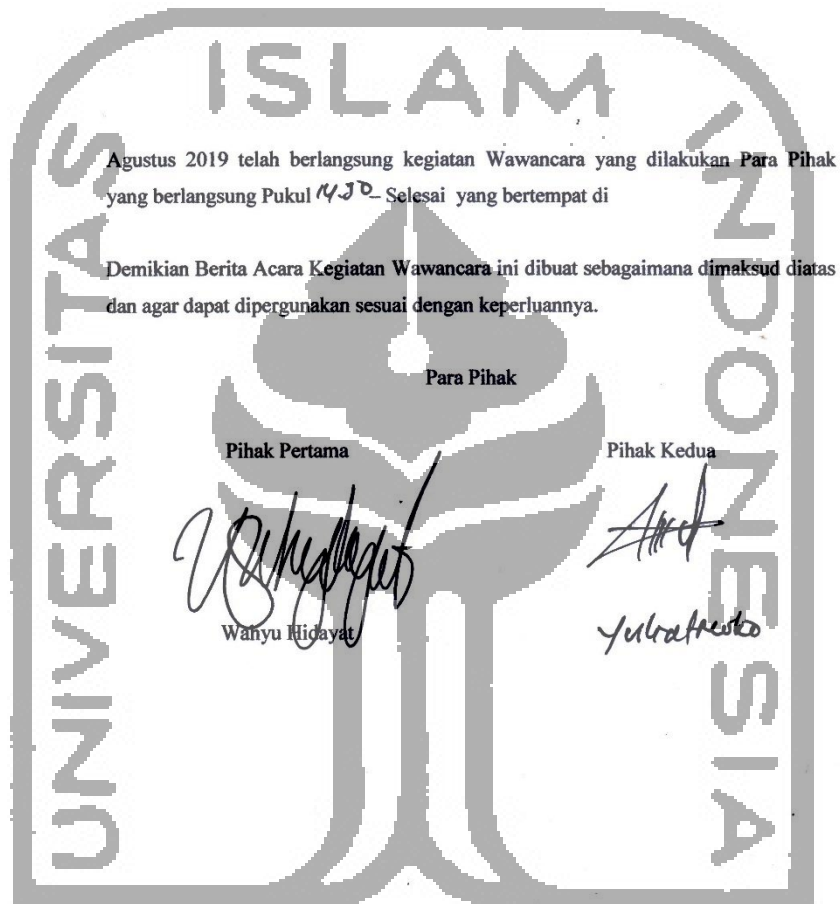 ISLAM
UNIVERSITAS
INDONESIA
Agustus 2019 telah berlangsung kegiatan Wawancara yang dilakukan Para Pihak
yang berlangsung Pukul 14.30 – Selesai yang bertempat di
Demikian Berita Acara Kegiatan Wawancara ini dibuat sebagaimana dimaksud diatas
dan agar dapat dipergunakan sesuai dengan keperluannya.
Para Pihak
Pihak Pertama
Pihak Kedua
Wahyu Hidayat